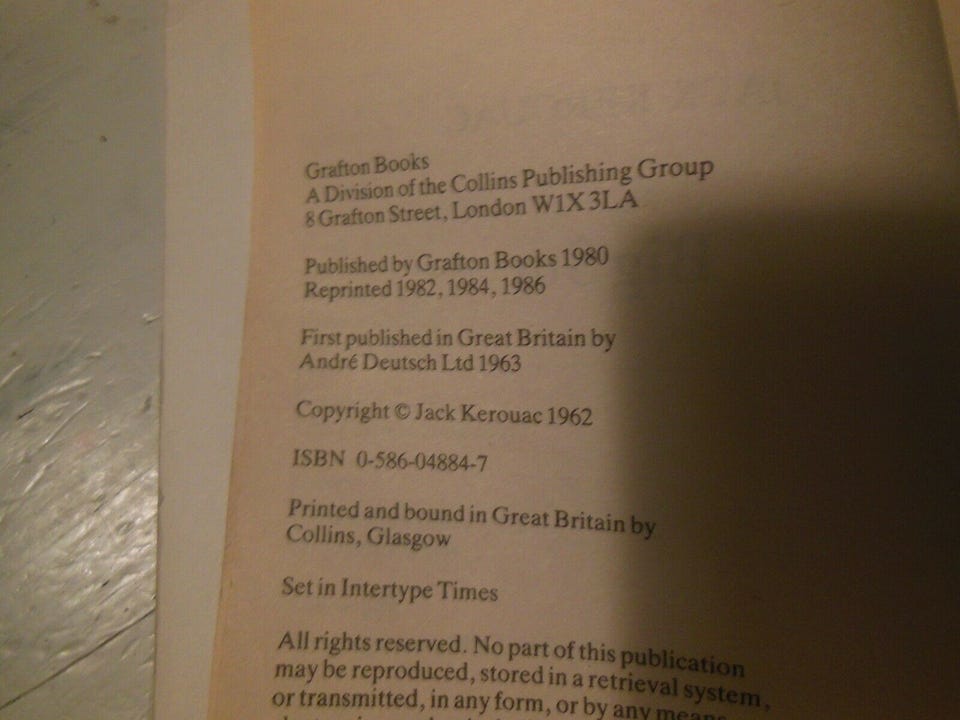 Grafton Books
A Division of the Collins Publishing Group
8 Grafton Street, London W1X 3LA
Published by Grafton Books 1980
Reprinted 1982, 1984, 1986
First published in Great Britain by
André Deutsch Ltd 1963
Copyright © Jack Kerouac 1962
ISBN 0-586-04884-7
Printed and bound in Great Britain by
Collins, Glasgow
Set in Intertype Times
All rights reserved. No part of this publication
may be reproduced, stored in a retrieval system,
or transmitted, in any form, or by any means